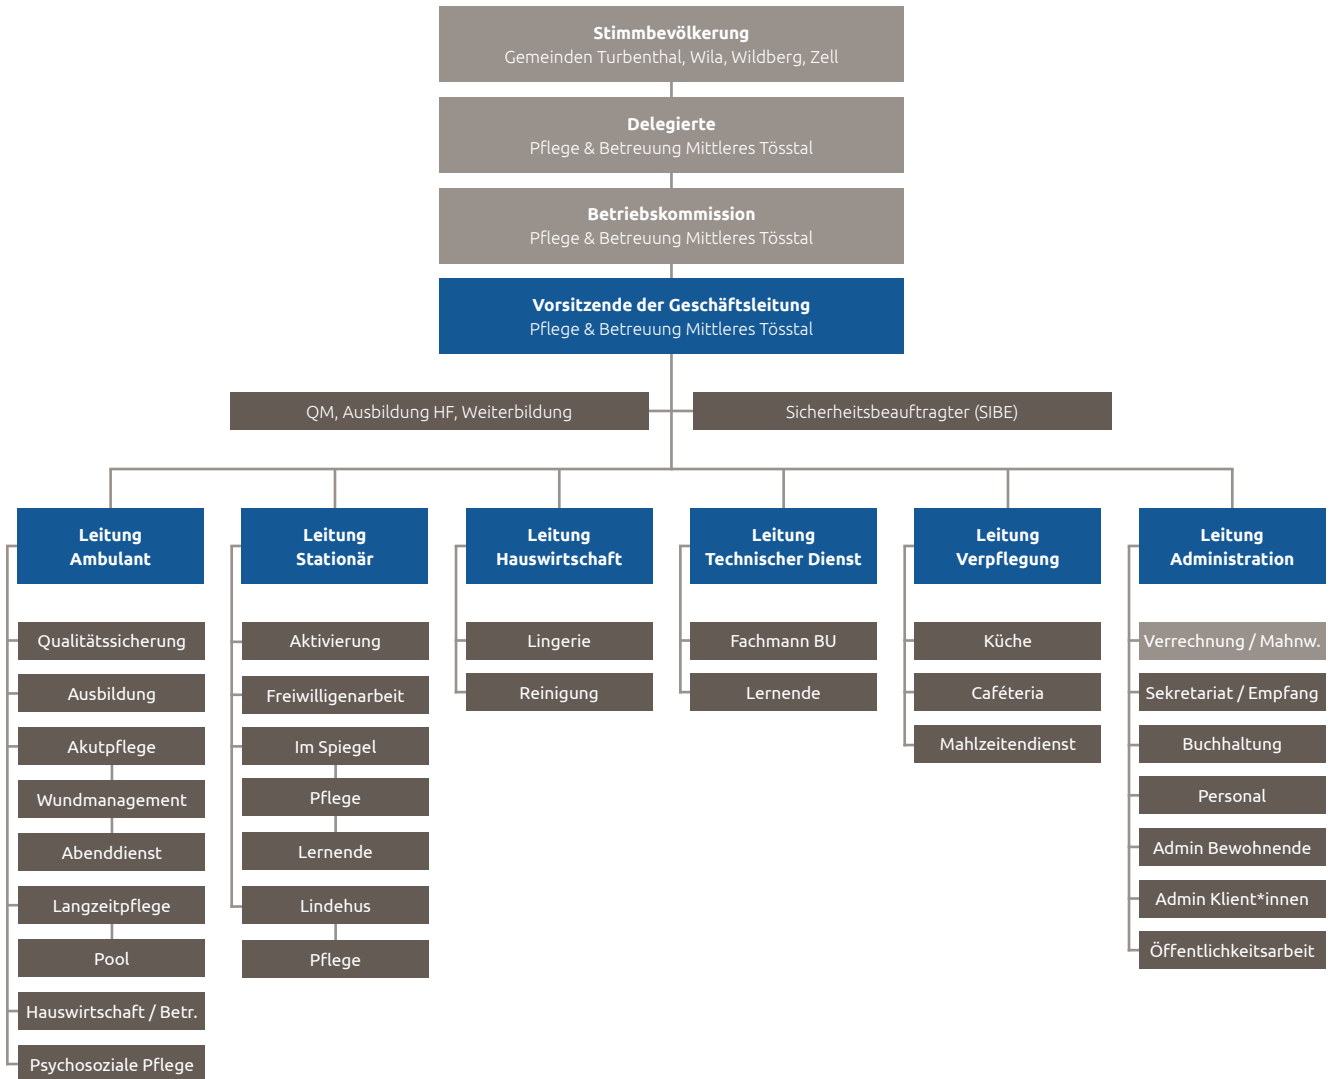 Stimmbevölkerung
Gemeinden Turbenthal, Wila, Wildberg, Zell
Delegierte
Pflege & Betreuung Mittleres Tösstal
Betriebskommission
Pflege & Betreuung Mittleres Tösstal
Vorsitzende der Geschäftsleitung
Pflege & Betreuung Mittleres Tösstal
QM, Ausbildung HF, Weiterbildung
Sicherheitsbeauftragter (SIBE)
Leitung
Ambulant
Qualitätssicherung
Ausbildung
Akutpflege
Wundmanagement
Abenddienst
Langzeitpflege
Pool
Hauswirtschaft / Betr.
Psychosoziale Pflege
Leitung
Stationär
Aktivierung
Freiwilligenarbeit
Im Spiegel
Pflege
Lernende
Lindehus
Pflege
Leitung
Hauswirtschaft
Lingerie
Reinigung
Leitung
Technischer Dienst
Fachmann BU
Lernende
Leitung
Verpflegung
Küche
Caféteria
Mahlzeitendienst
Leitung
Administration
Verrechnung / Mahnw.
Sekretariat / Empfang
Buchhaltung
Personal
Admin Bewohnende
Admin Klient*innen
Öffentlichkeitsarbeit